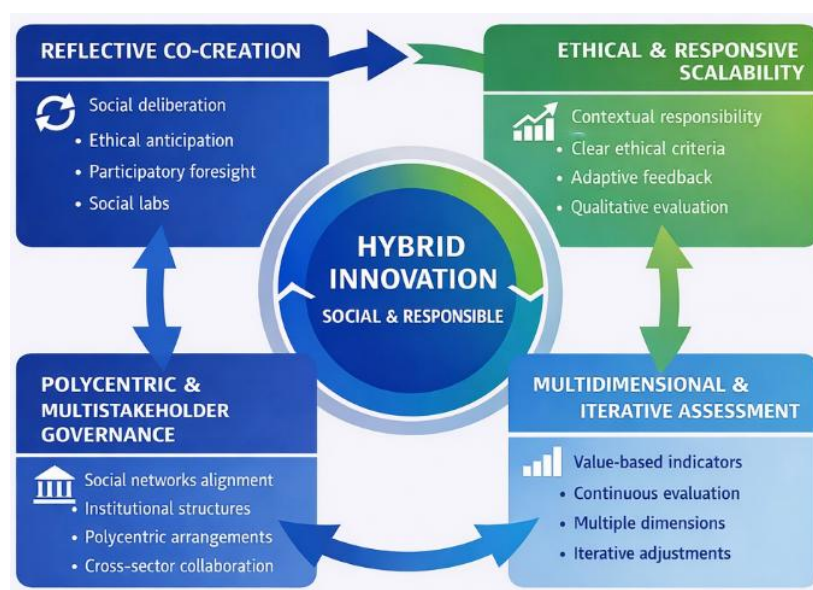 REFLECTIVE CO-CREATION
Social deliberation
• Ethical anticipation
• Participatory foresight
• Social labs
ETHICAL & RESPONSIVE
SCALABILITY
Contextual responsibility
• Clear ethical criteria
• Adaptive feedback
• Qualitative evaluation
HYBRID
INNOVATION
SOCIAL & RESPONSIBLE
POLYCENTRIC &
MULTISTAKEHOLDER
GOVERNANCE
Social networks alignment
• Institutional structures
• Polycentric arrangements
• Cross-sector collaboration
MULTIDIMENSIONAL &
ITERATIVE ASSESSMENT
Value-based indicators
• Continuous evaluation
• Multiple dimensions
• Iterative adjustments